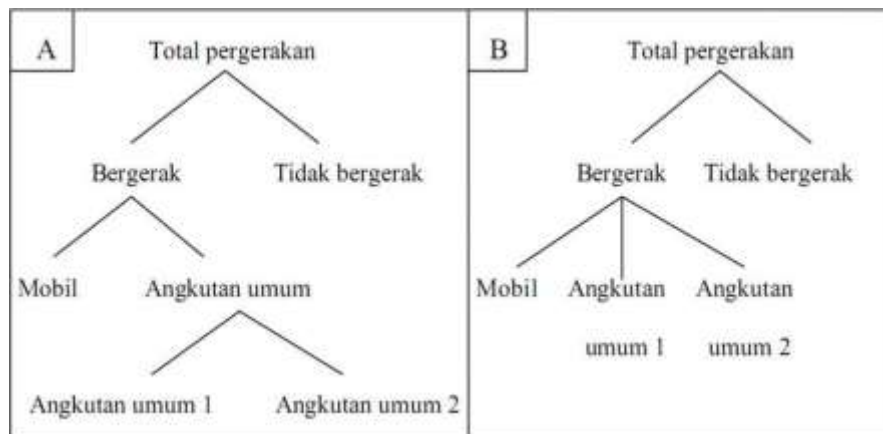 A
Total pergerakan
Bergerak
Tidak bergerak
Mobil
Angkutan umum
Angkutan umum 1
Angkutan umum 2
B
Total pergerakan
Bergerak
Tidak bergerak
Mobil
Angkutan
umum 1
Angkutan
umum 2